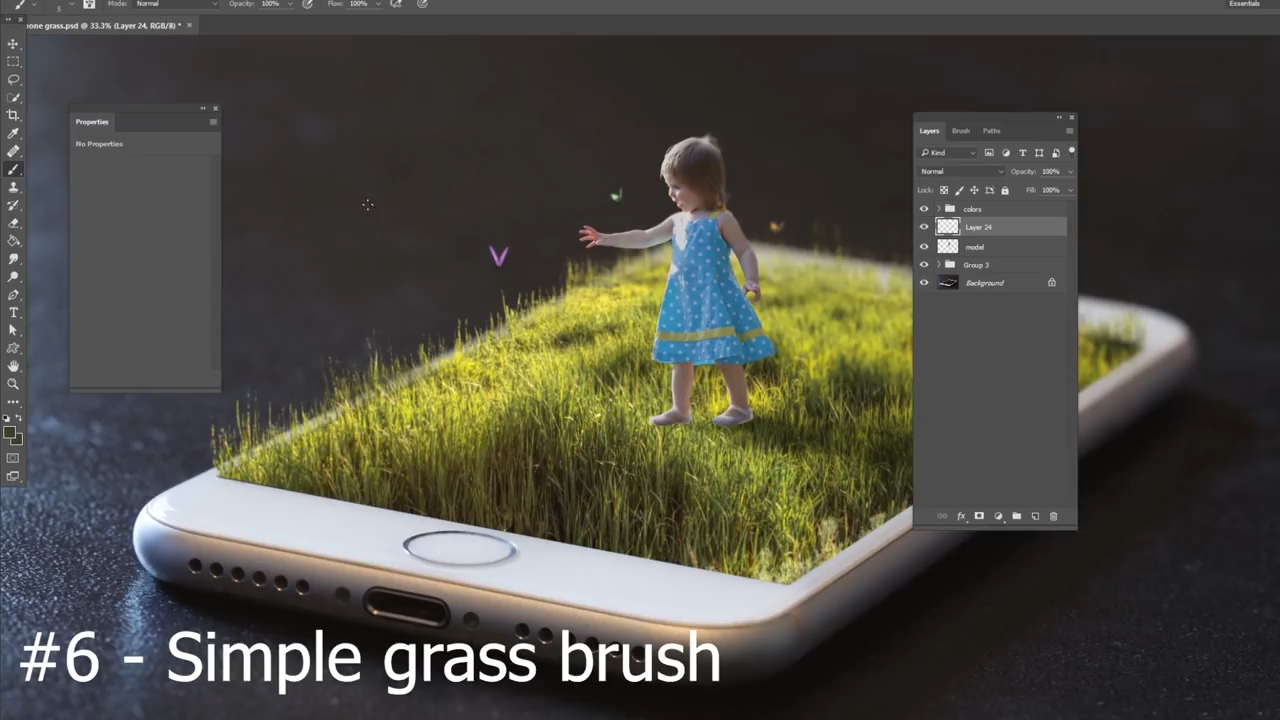 5
Mode: Normal
Opacity: 100%
Flow: 100%
Essentials
one grass.psd @ 33.3% (Layer 24, RGB/8) *
Properties
No Properties
Layers Brush Paths
Kind
Normal
Opacity: 100%
Lock:
Fill: 100%
colors
Layer 24
model
Group 3
Background
fx
#6 - Simple grass brush